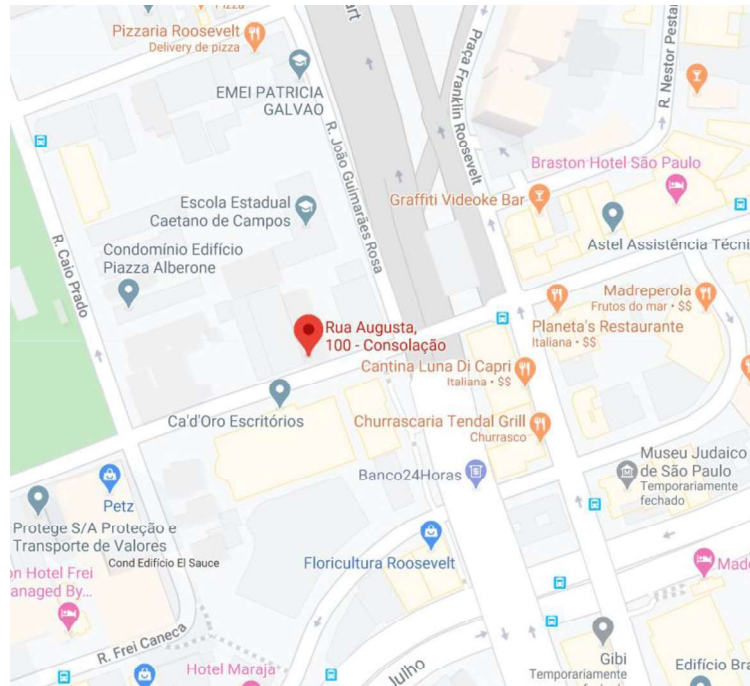 Pizza
Pizzaria Roosevelt
Delivery de pizza
EMEI PATRICIA
GALVAO
R. João Guimarães Rosa
Praça Franklin Roosevelt
R. Nestor Pesta
Braston Hotel São Paulo
Graffiti Videoke Bar
Astel Assistência Técni
Escola Estadual
Caetano de Campos
Condomínio Edifício
Piazza Alberone
R. Caio Prado
Rua Augusta,
100 - Consolação
Madreperola
Frutos do mar • $$
Planeta's Restaurante
Italiana • $$
Cantina Luna Di Capri
Italiana • $$
Ca'd'Oro Escritórios
Churrascaria Tendal Grill
Churrasco
Banco24Horas
Museu Judaico
de São Paulo
Temporariamente
fechado
Petz
Protege S/A Proteção e
Transporte de Valores
Cond Edifício El Sauce
on Hotel Frei
anaged By...
Floricultura Roosevelt
Made
R. Frei Caneca
Hotel Maraja
Julho
Gibi
Temporariamente
Edifício Bra